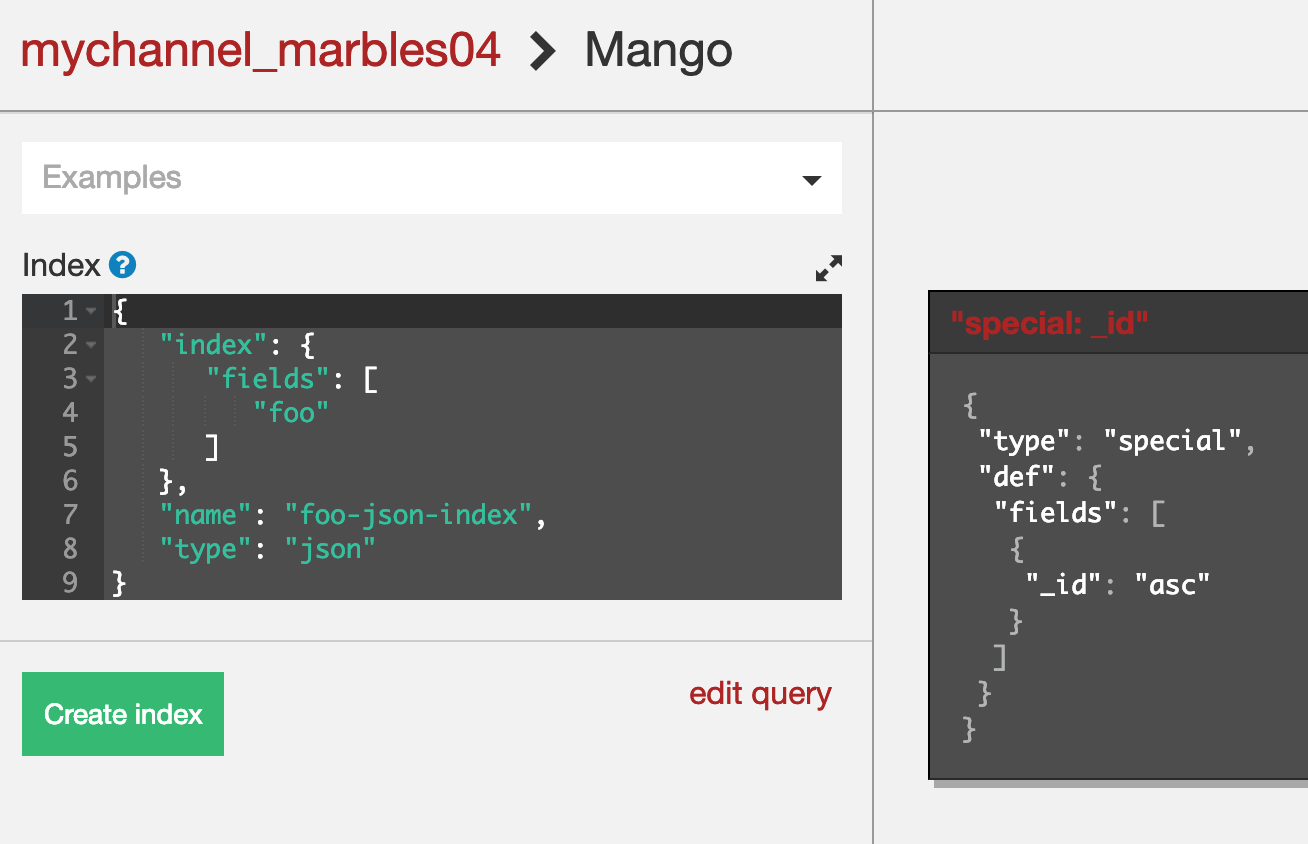 mychannel_marbles04 > Mango
Examples
Index ?
1 {
2 "index": {
3 "fields": [
4 "foo"
5 ]
6 },
7 "name": "foo-json-index",
8 "type": "json"
9 }
Create index
edit query
"special: _id"
{
"type": "special",
"def": {
"fields": [
{
"_id": "asc"
}
]
}
}